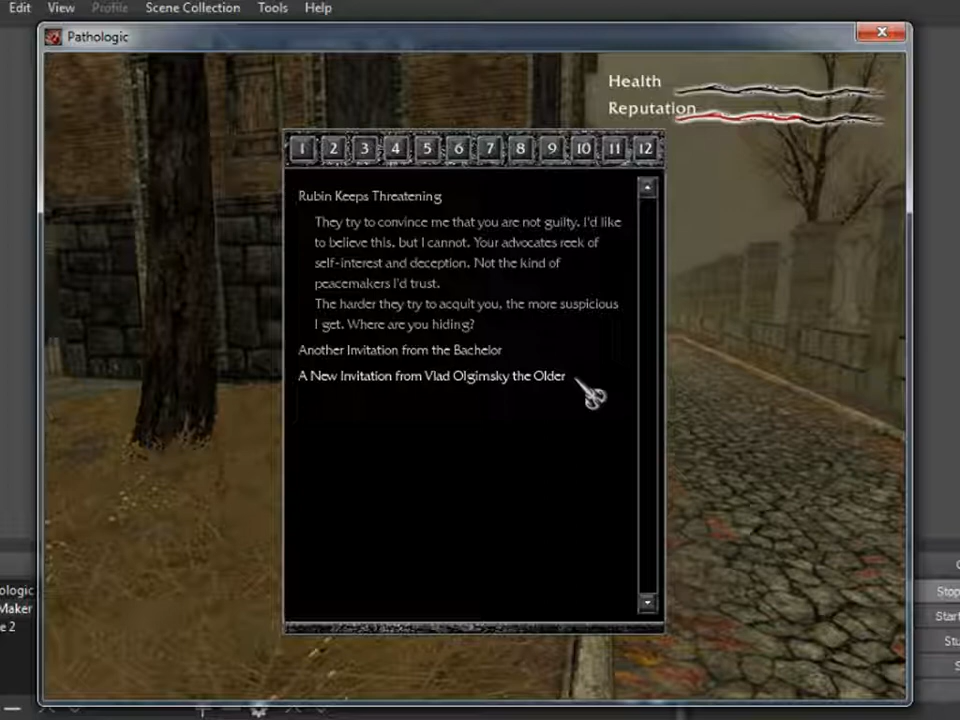 Edit View Profile Scene Collection Tools Help
Pathologic
Health
Reputation
1 2 3 4 5 6 7 8 9 10 11 12
Rubin Keeps Threatening
They try to convince me that you are not guilty. I'd like
to believe this, but I cannot. Your advocates reek of
self-interest and deception. Not the kind of
peacemakers I'd trust.
The harder they try to acquit you, the more suspicious
I get. Where are you hiding?
Another Invitation from the Bachelor
A New Invitation from Vlad Olgimsky the Older
ologic
Maker
e 2
Stop
Start
Stu